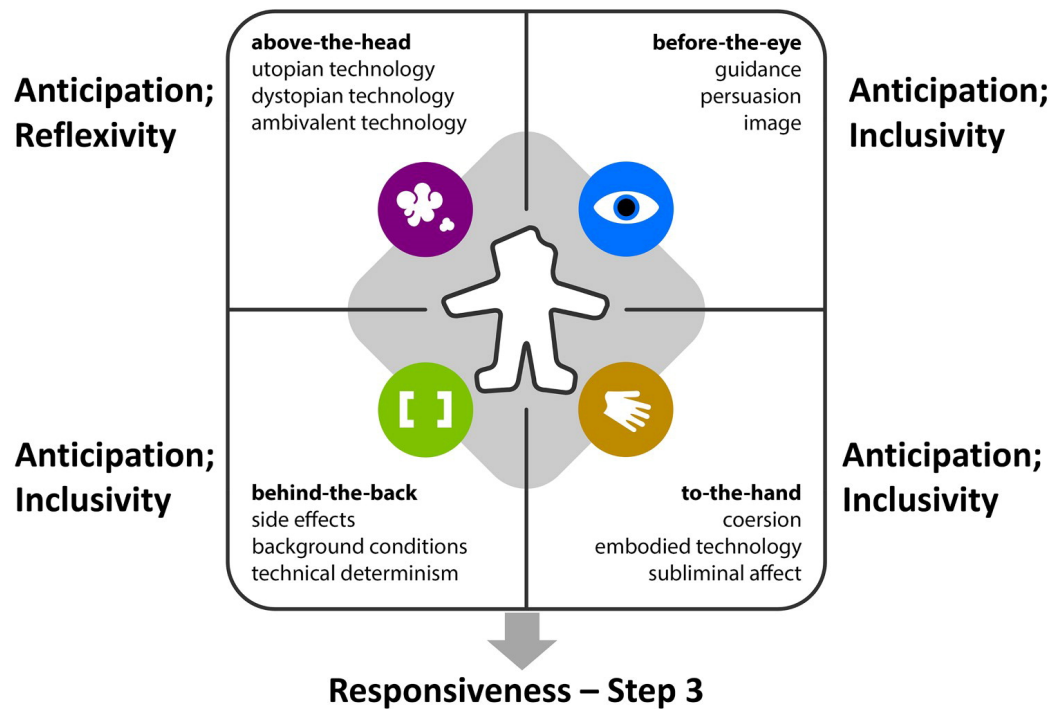 Anticipation;
Reflexivity
above-the-head
utopian technology
dystopian technology
ambivalent technology
before-the-eye
guidance
persuasion
image
Anticipation;
Inclusivity
Anticipation;
Inclusivity
behind-the-back
side effects
background conditions
technical determinism
to-the-hand
coersion
embodied technology
subliminal affect
Anticipation;
Inclusivity
Responsiveness – Step 3